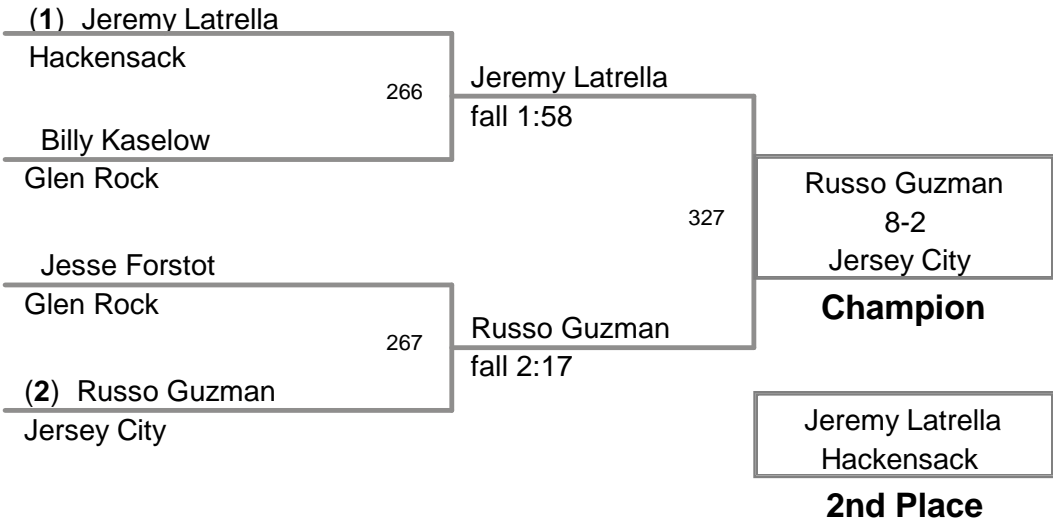 (1) Jeremy Latrella
Hackensack
266
Billy Kaselow
Glen Rock
Jeremy Latrella
fall 1:58
Jesse Forstot
Glen Rock
267
(2) Russo Guzman
Jersey City
Russo Guzman
fall 2:17
327
Russo Guzman
8-2
Jersey City
Champion
Jeremy Latrella
Hackensack
2nd Place